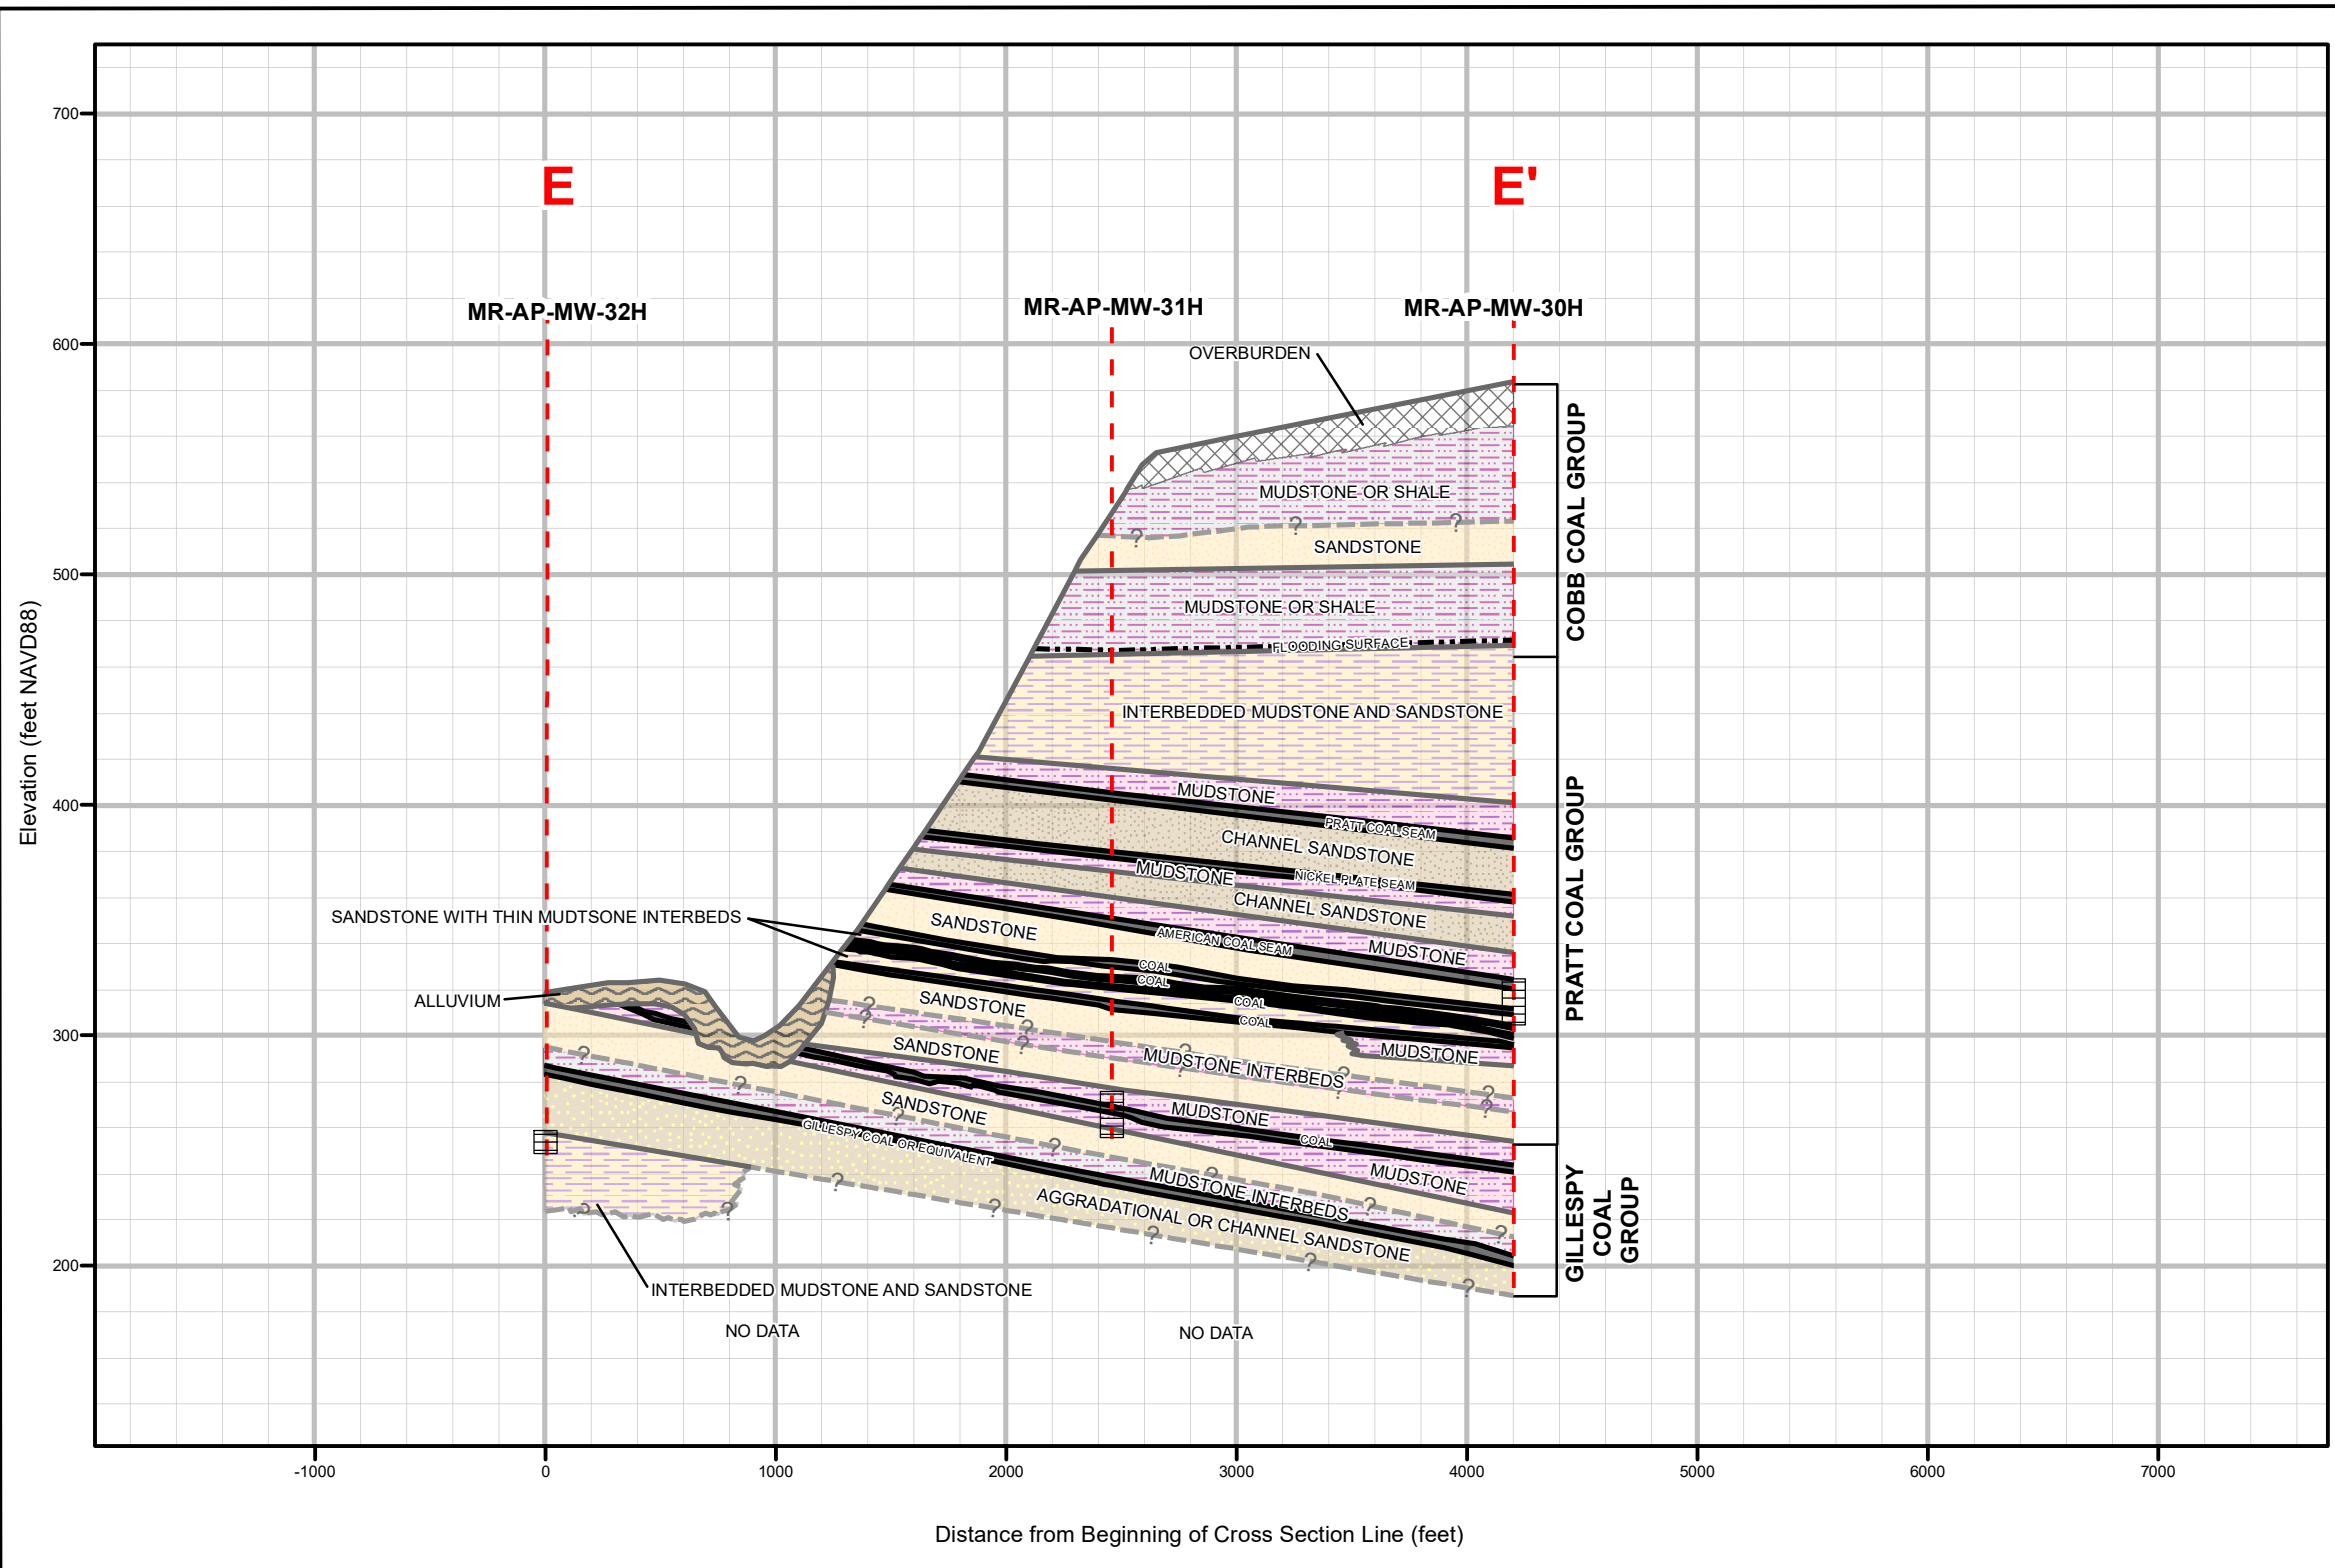 E
E'
MR-AP-MW-32H
MR-AP-MW-31H
MR-AP-MW-30H
700
600
500
400
300
200
Elevation (feet NAVD88)
OVERBURDEN
MUDSTONE OR SHALE
?
?
?
SANDSTONE
MUDSTONE OR SHALE
FLOODING SURFACE
INTERBEDDED MUDSTONE AND SANDSTONE
MUDSTONE
PRATT COAL SEAM
CHANNEL SANDSTONE
MUDSTONE
NICKEL PLATE SEAM
CHANNEL SANDSTONE
SANDSTONE WITH THIN MUDTSONE INTERBEDS
SANDSTONE
AMERICAN COAL SEAM
MUDSTONE
COAL
COAL
COAL
COAL
ALLUVIUM
SANDSTONE
?
?
?
?
?
?
?
?
?
?
SANDSTONE
MUDSTONE INTERBEDS
MUDSTONE
SANDSTONE
MUDSTONE
COAL
GILLESPY COAL OR EQUIVALENT
MUDSTONE INTERBEDS
MUDSTONE
?
?
?
?
?
?
?
AGGRADATIONAL OR CHANNEL SANDSTONE
?
?
?
?
?
?
?
INTERBEDDED MUDSTONE AND SANDSTONE
NO DATA
NO DATA
COBB COAL GROUP
PRATT COAL GROUP
GILLESPY
COAL
GROUP
-1000
0
1000
2000
3000
4000
5000
6000
7000
Distance from Beginning of Cross Section Line (feet)